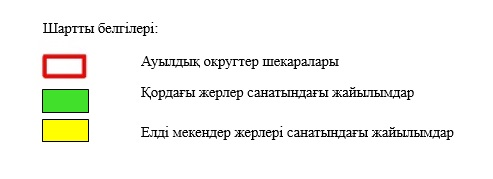 Шартты белгілері:
Ауылдық округтер шекаралары
Қордағы жерлер санатындағы жайылымдар
Елді мекендер жерлері санатындағы жайылымдар